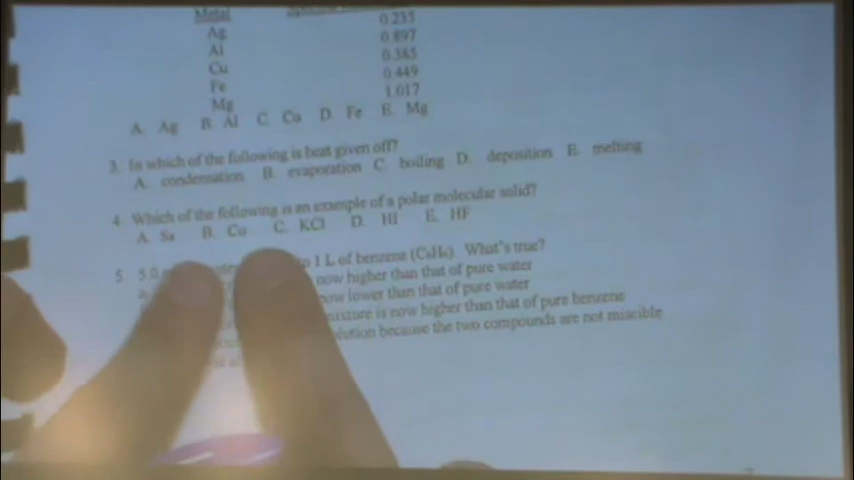 Metal
Ag 0.235
Al 0.897
Cu 0.385
Fe 0.449
Mg 1.017
A. Ag B. Al C. Cu D. Fe E. Mg
3. In which of the following is heat given off?
A. condensation B. evaporation C. boiling D. deposition E. melting
4. Which of the following is an example of a polar molecular solid?
A. S₈ B. Cu C. KCl D. HI E. HF
5. 5.0 1 L of benzene (C₆H₆). What's true?
now higher than that of pure water
now lower than that of pure water
mixture is now higher than that of pure benzene
because the two compounds are not miscible